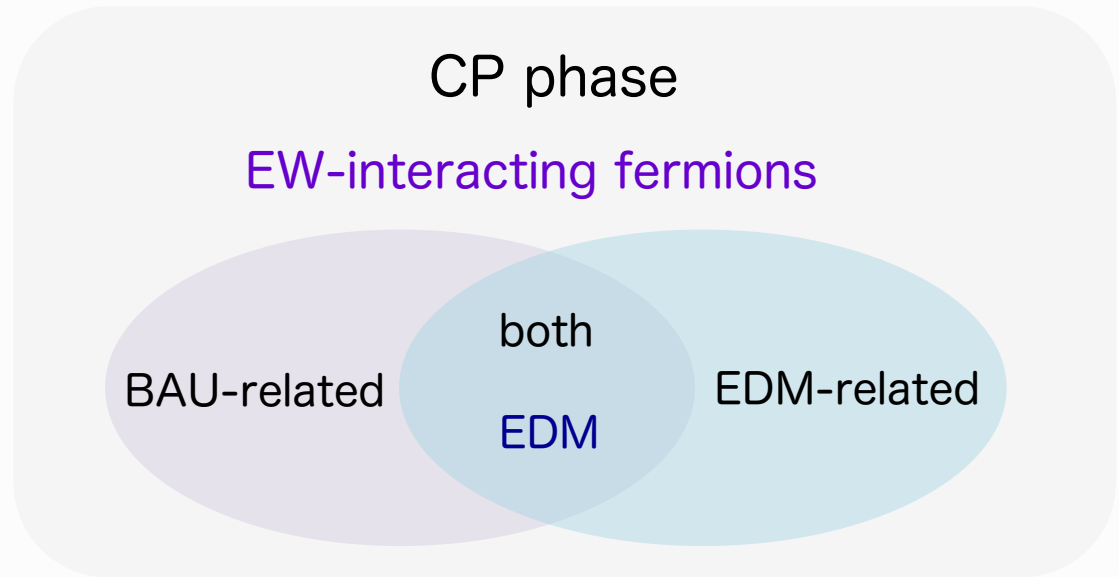 CP phase
EW-interacting fermions
both
BAU-related
EDM-related
EDM